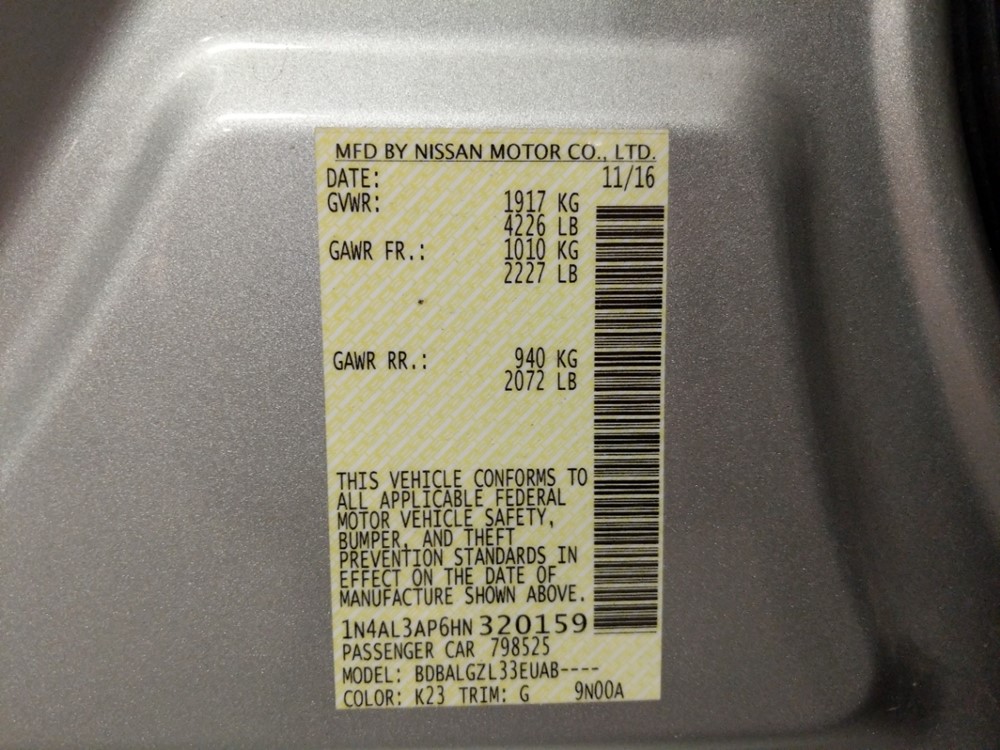 MFD BY NISSAN MOTOR CO., LTD.
DATE: 11/16
GVWR: 1917 KG
4226 LB
GAWR FR.: 1010 KG
2227 LB
GAWR RR.: 940 KG
2072 LB
THIS VEHICLE CONFORMS TO
ALL APPLICABLE FEDERAL
MOTOR VEHICLE SAFETY,
BUMPER, AND THEFT
PREVENTION STANDARDS IN
EFFECT ON THE DATE OF
MANUFACTURE SHOWN ABOVE.
1N4AL3AP6HN320159
PASSENGER CAR 798525
MODEL: BDBALGZL33EUAB----
COLOR: K23 TRIM: G 9N00A